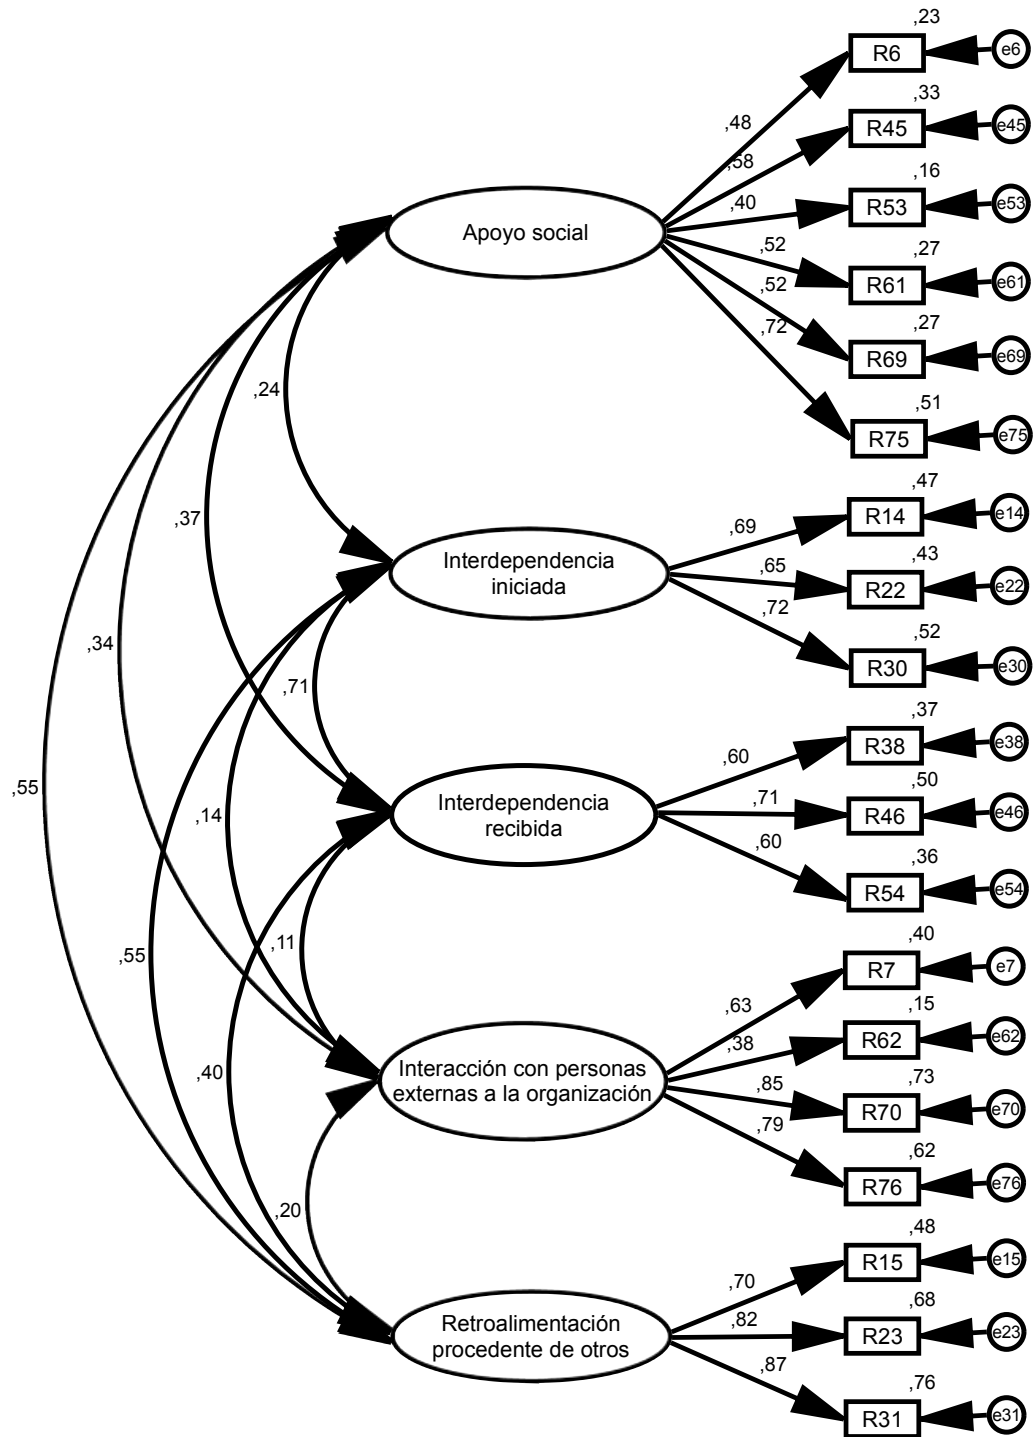 ,23
R6
e6
,48
,33
R45
e45
,58
,16
R53
e53
,40
Apoyo social
,27
R61
e61
,52
,27
R69
e69
,52
,51
R75
e75
,72
,24
,37
,34
,55
,47
R14
e14
,69
Interdependencia
iniciada
,43
R22
e22
,65
,52
R30
e30
,72
,71
,14
,55
,37
R38
e38
,60
Interdependencia
recibida
,50
R46
e46
,71
,36
R54
e54
,60
,11
,40
,40
R7
e7
,63
Interacción con personas
externas a la organización
,15
R62
e62
,38
,73
R70
e70
,85
,62
R76
e76
,79
,20
,48
R15
e15
,70
Retroalimentación
procedente de otros
,68
R23
e23
,82
,76
R31
e31
,87